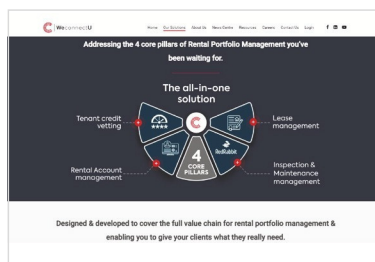 WeconnectU
Home Our Solutions About Us News Centre Resources Careers Contact Us Login
Addressing the 4 core pillars of Rental Portfolio Management you've
been waiting for.
The all-in-one
solution
Tenant credit
vetting
Lease
management
RedRabbit
Rental Account
management
4
CORE
PILLARS
Inspection &
Maintenance
management
Designed & developed to cover the full value chain for rental portfolio management &
enabling you to give your clients what they really need.